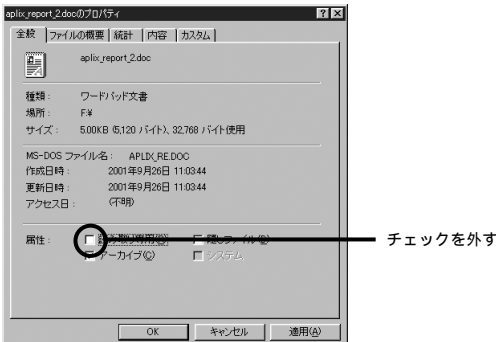 aplix_report_2.docのプロパティ
全般 ファイルの概要 統計 内容 カスタム
aplix_report_2.doc
種類： ワードパッド文書
場所： F:¥
サイズ： 5.00KB (5,120 バイト)、32,768 バイト使用
MS-DOS ファイル名： APLIX_RE.DOC
作成日時： 2001年9月26日 11:03:44
更新日時： 2001年9月26日 11:03:44
アクセス日： (不明)
属性： 読み取り専用(R) 隠しファイル(D)
アーカイブ(C) システム
チェックを外す
OK キャンセル 適用(A)